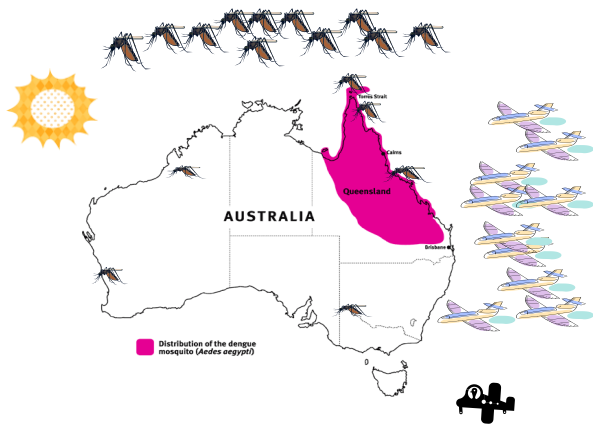 Torres Strait
Cairns
Queensland
AUSTRALIA
Brisbane
Distribution of the dengue
mosquito (Aedes aegypti)